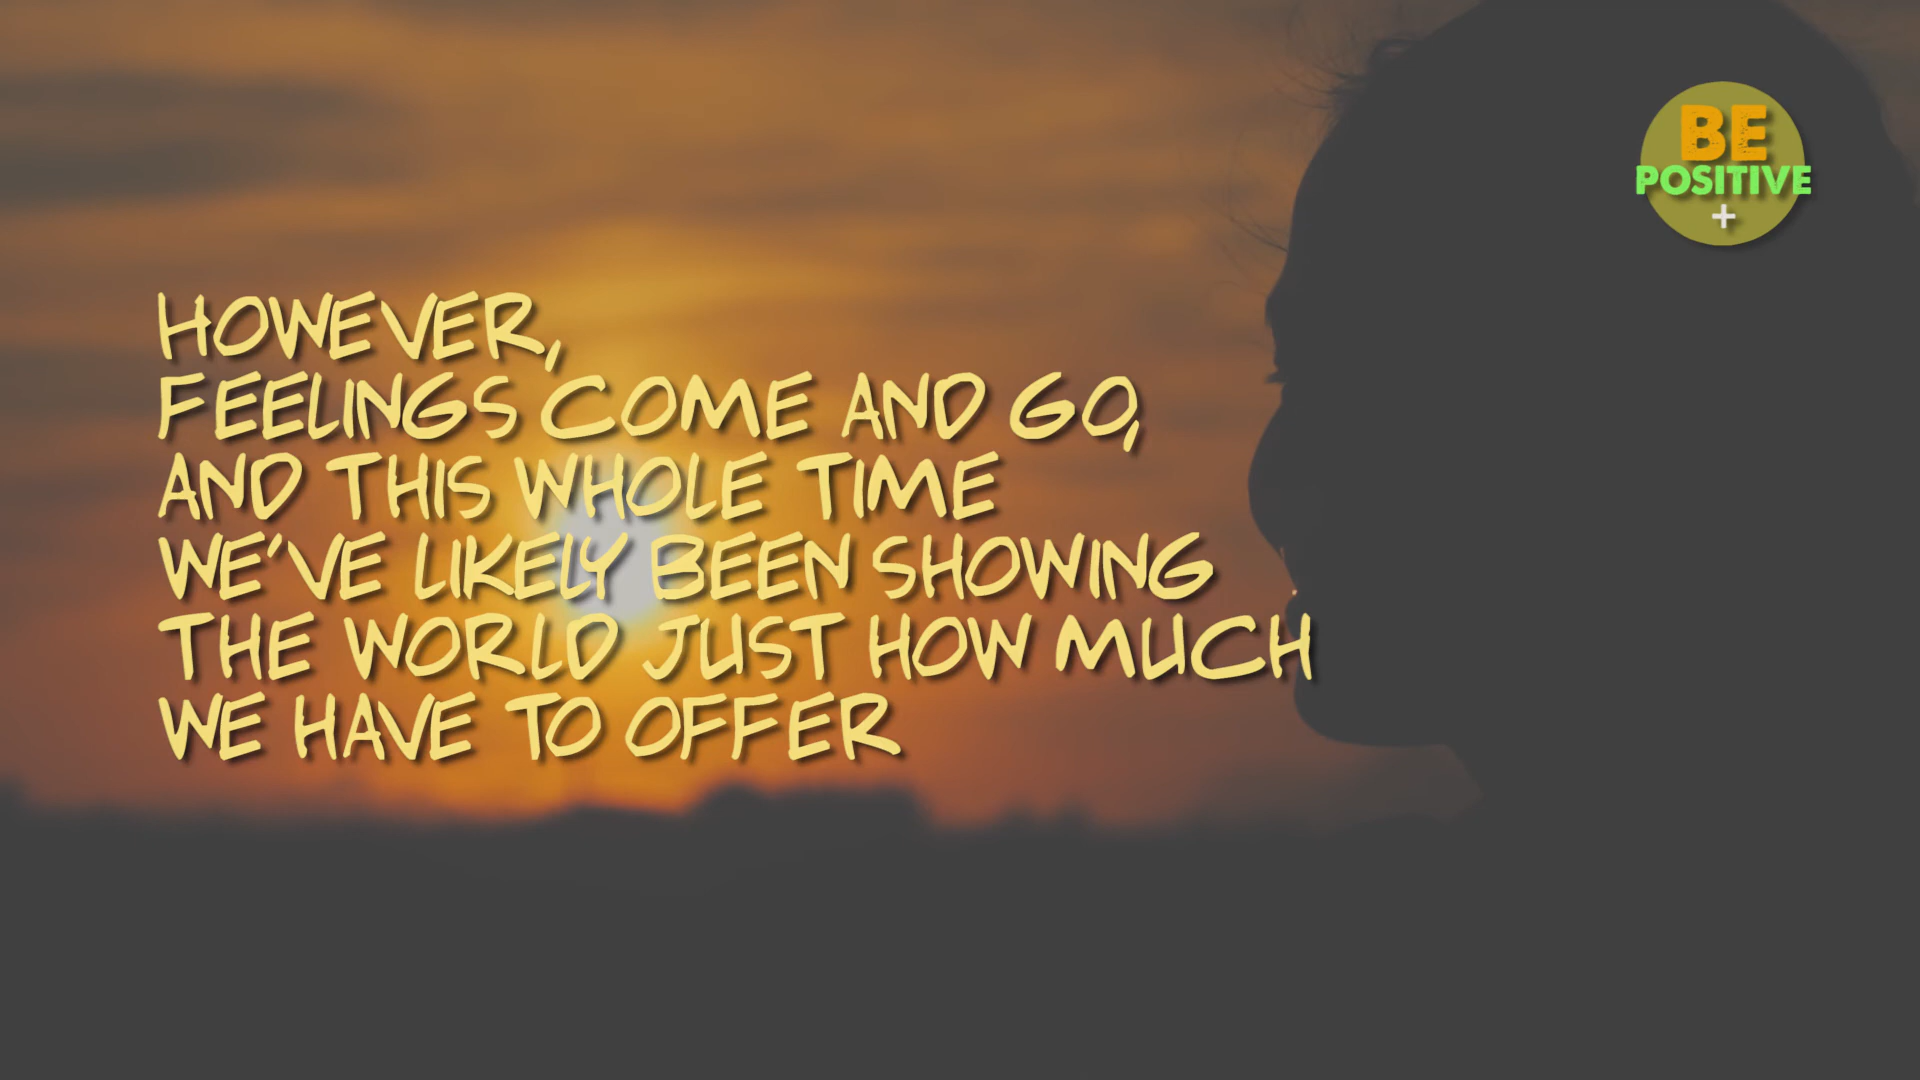 BE
POSITIVE
+
HOWEVER,
FEELINGS COME AND GO,
AND THIS WHOLE TIME
WE'VE LIKELY BEEN SHOWING
THE WORLD JUST HOW MUCH
WE HAVE TO OFFER